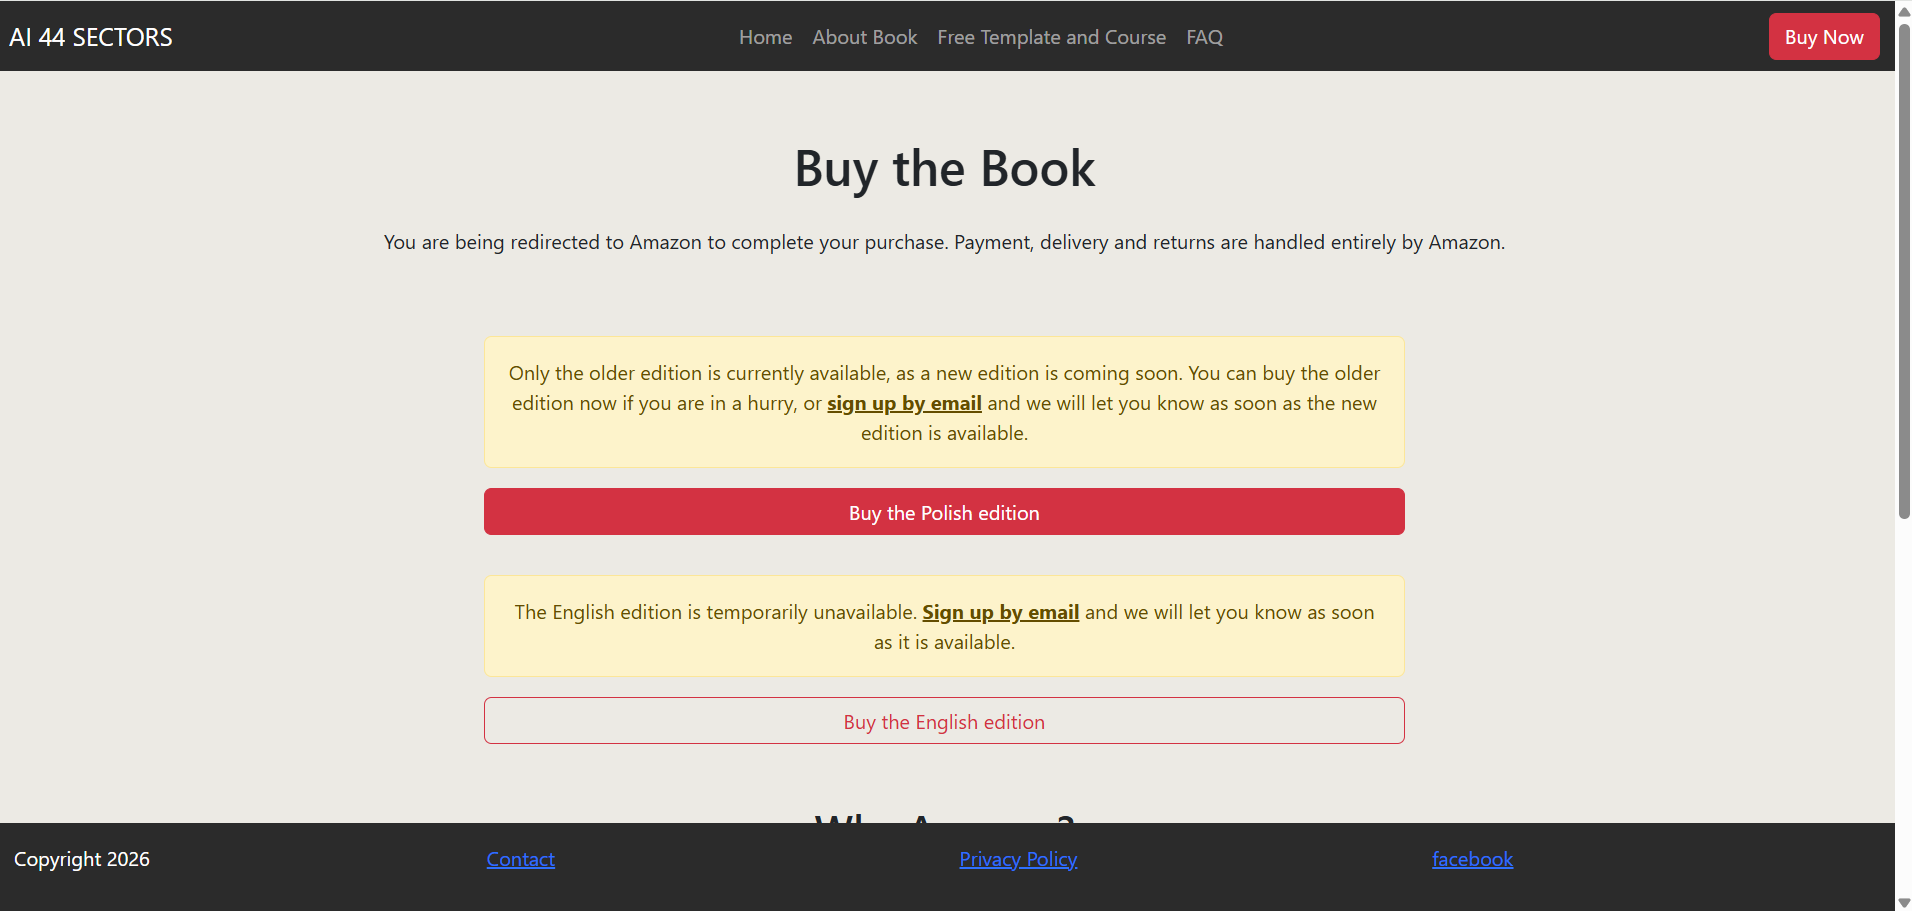 AI 44 SECTORS
Home About Book Free Template and Course FAQ
Buy Now
Buy the Book
You are being redirected to Amazon to complete your purchase. Payment, delivery and returns are handled entirely by Amazon.
Only the older edition is currently available, as a new edition is coming soon. You can buy the older
edition now if you are in a hurry, or sign up by email and we will let you know as soon as the new
edition is available.
Buy the Polish edition
The English edition is temporarily unavailable. Sign up by email and we will let you know as soon
as it is available.
Buy the English edition
Copyright 2026
Contact
Privacy Policy
facebook